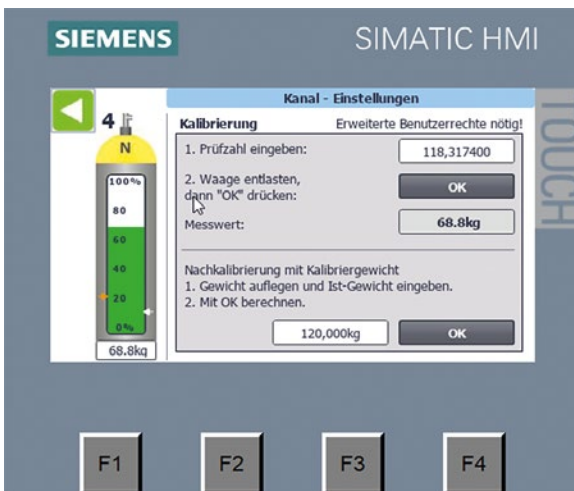 SIEMENS
SIMATIC HMI
TOUCH
Kanal - Einstellungen
4
Kalibrierung
Erweiterte Benutzerrechte nötig!
N
1. Prüfzahl eingeben:
118,317400
100%
2. Waage entlasten,
dann "OK" drücken:
OK
80
Messwert:
68.8kg
60
40
Nachkalibrierung mit Kalibriergewicht
1. Gewicht auflegen und Ist-Gewicht eingeben.
20
2. Mit OK berechnen.
0%
120,000kg
OK
68.8kg
F1
F2
F3
F4